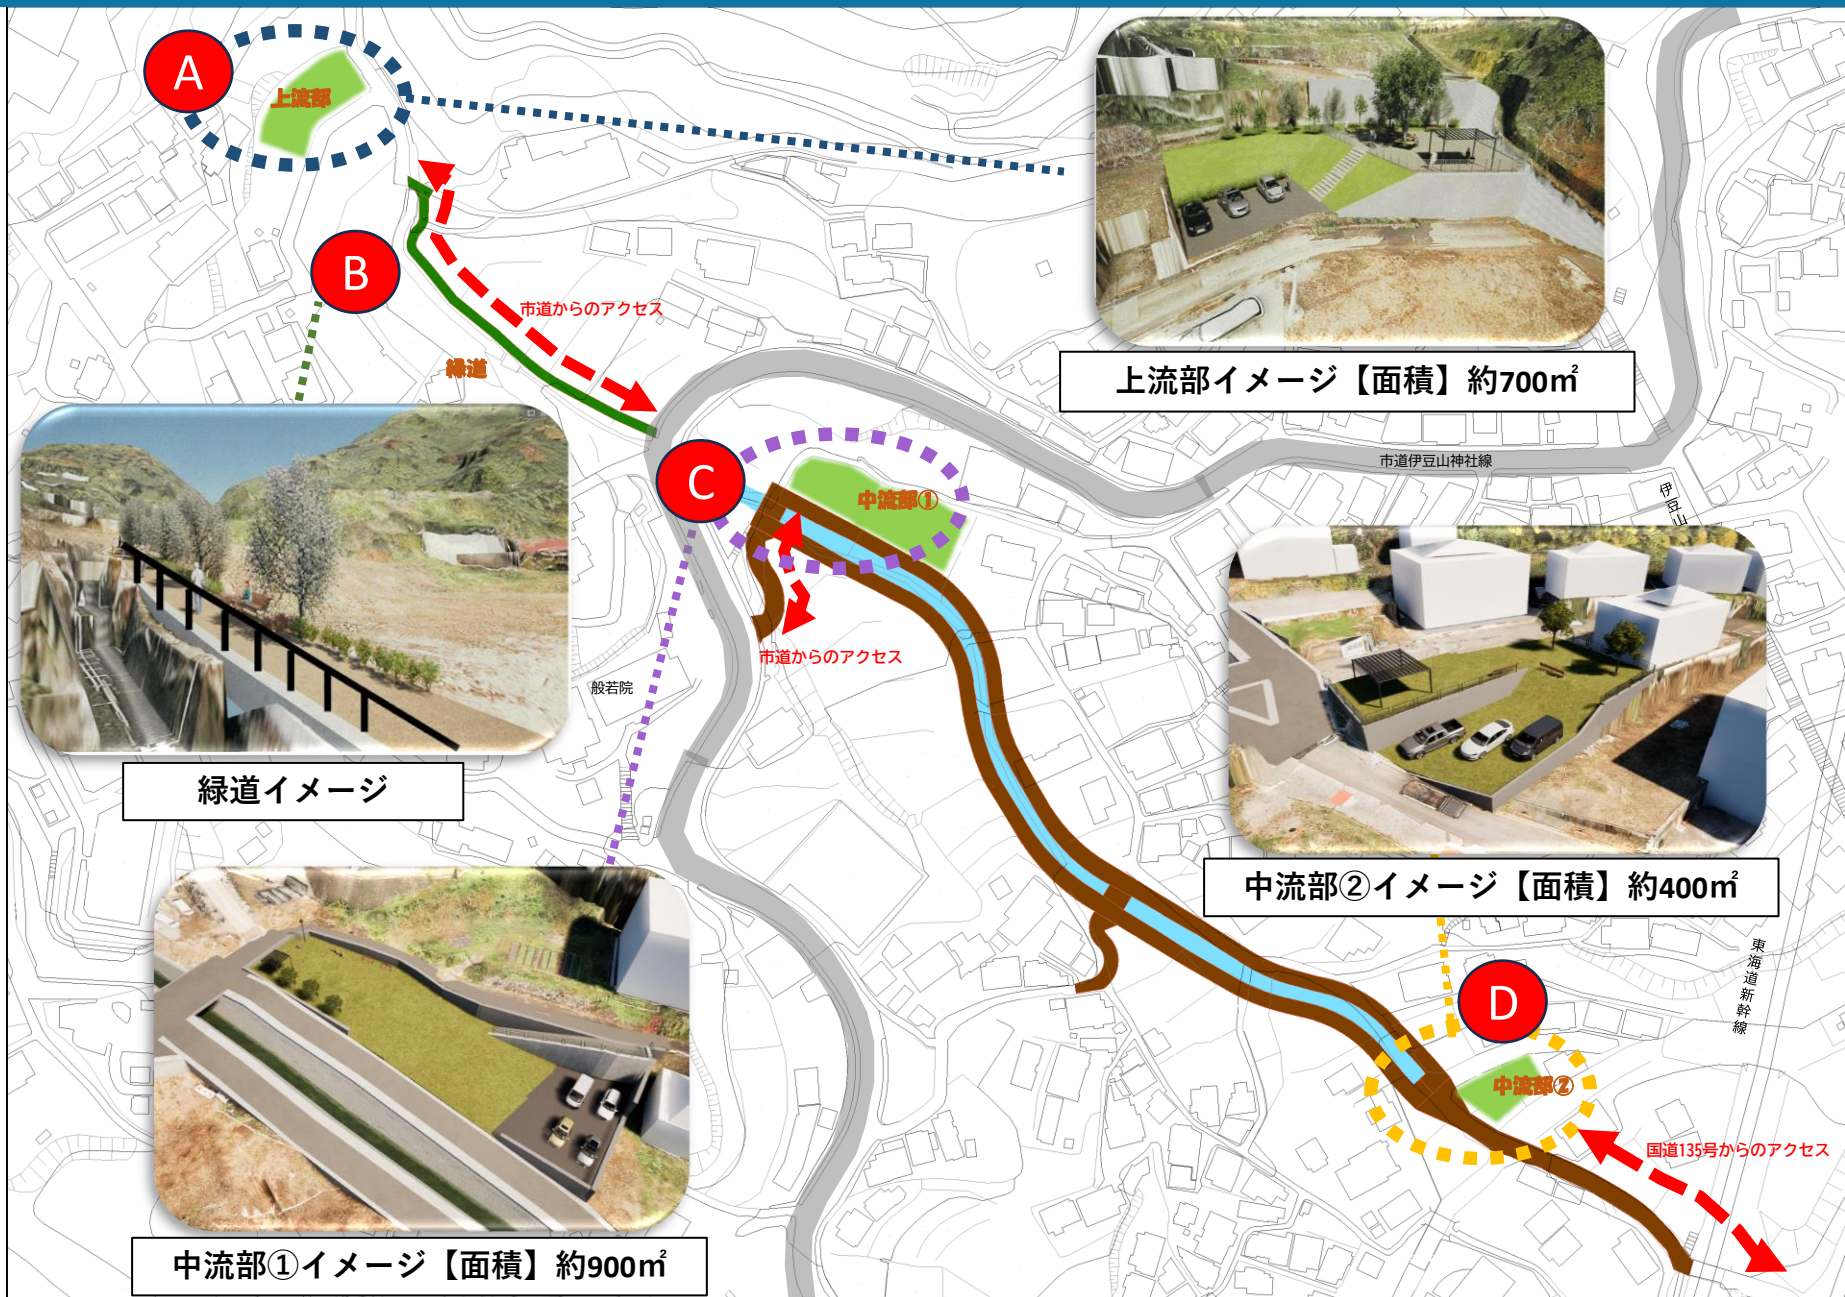 A
上流部
B
市道からのアクセス
緑道
上流部イメージ【面積】約700㎡
市道伊豆山神社線
伊豆山
C
中流部①
市道からのアクセス
般若院
緑道イメージ
中流部②イメージ【面積】約400㎡
東海道新幹線
D
中流部②
国道135号からのアクセス
中流部①イメージ【面積】約900㎡